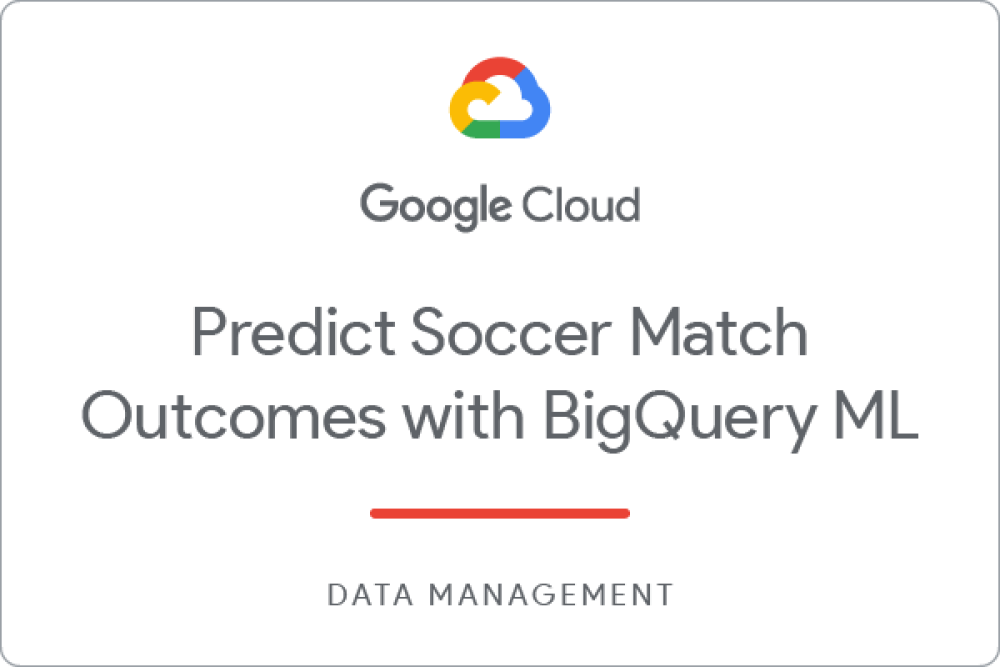 Google Cloud
Predict Soccer Match
Outcomes with BigQuery ML
DATA MANAGEMENT